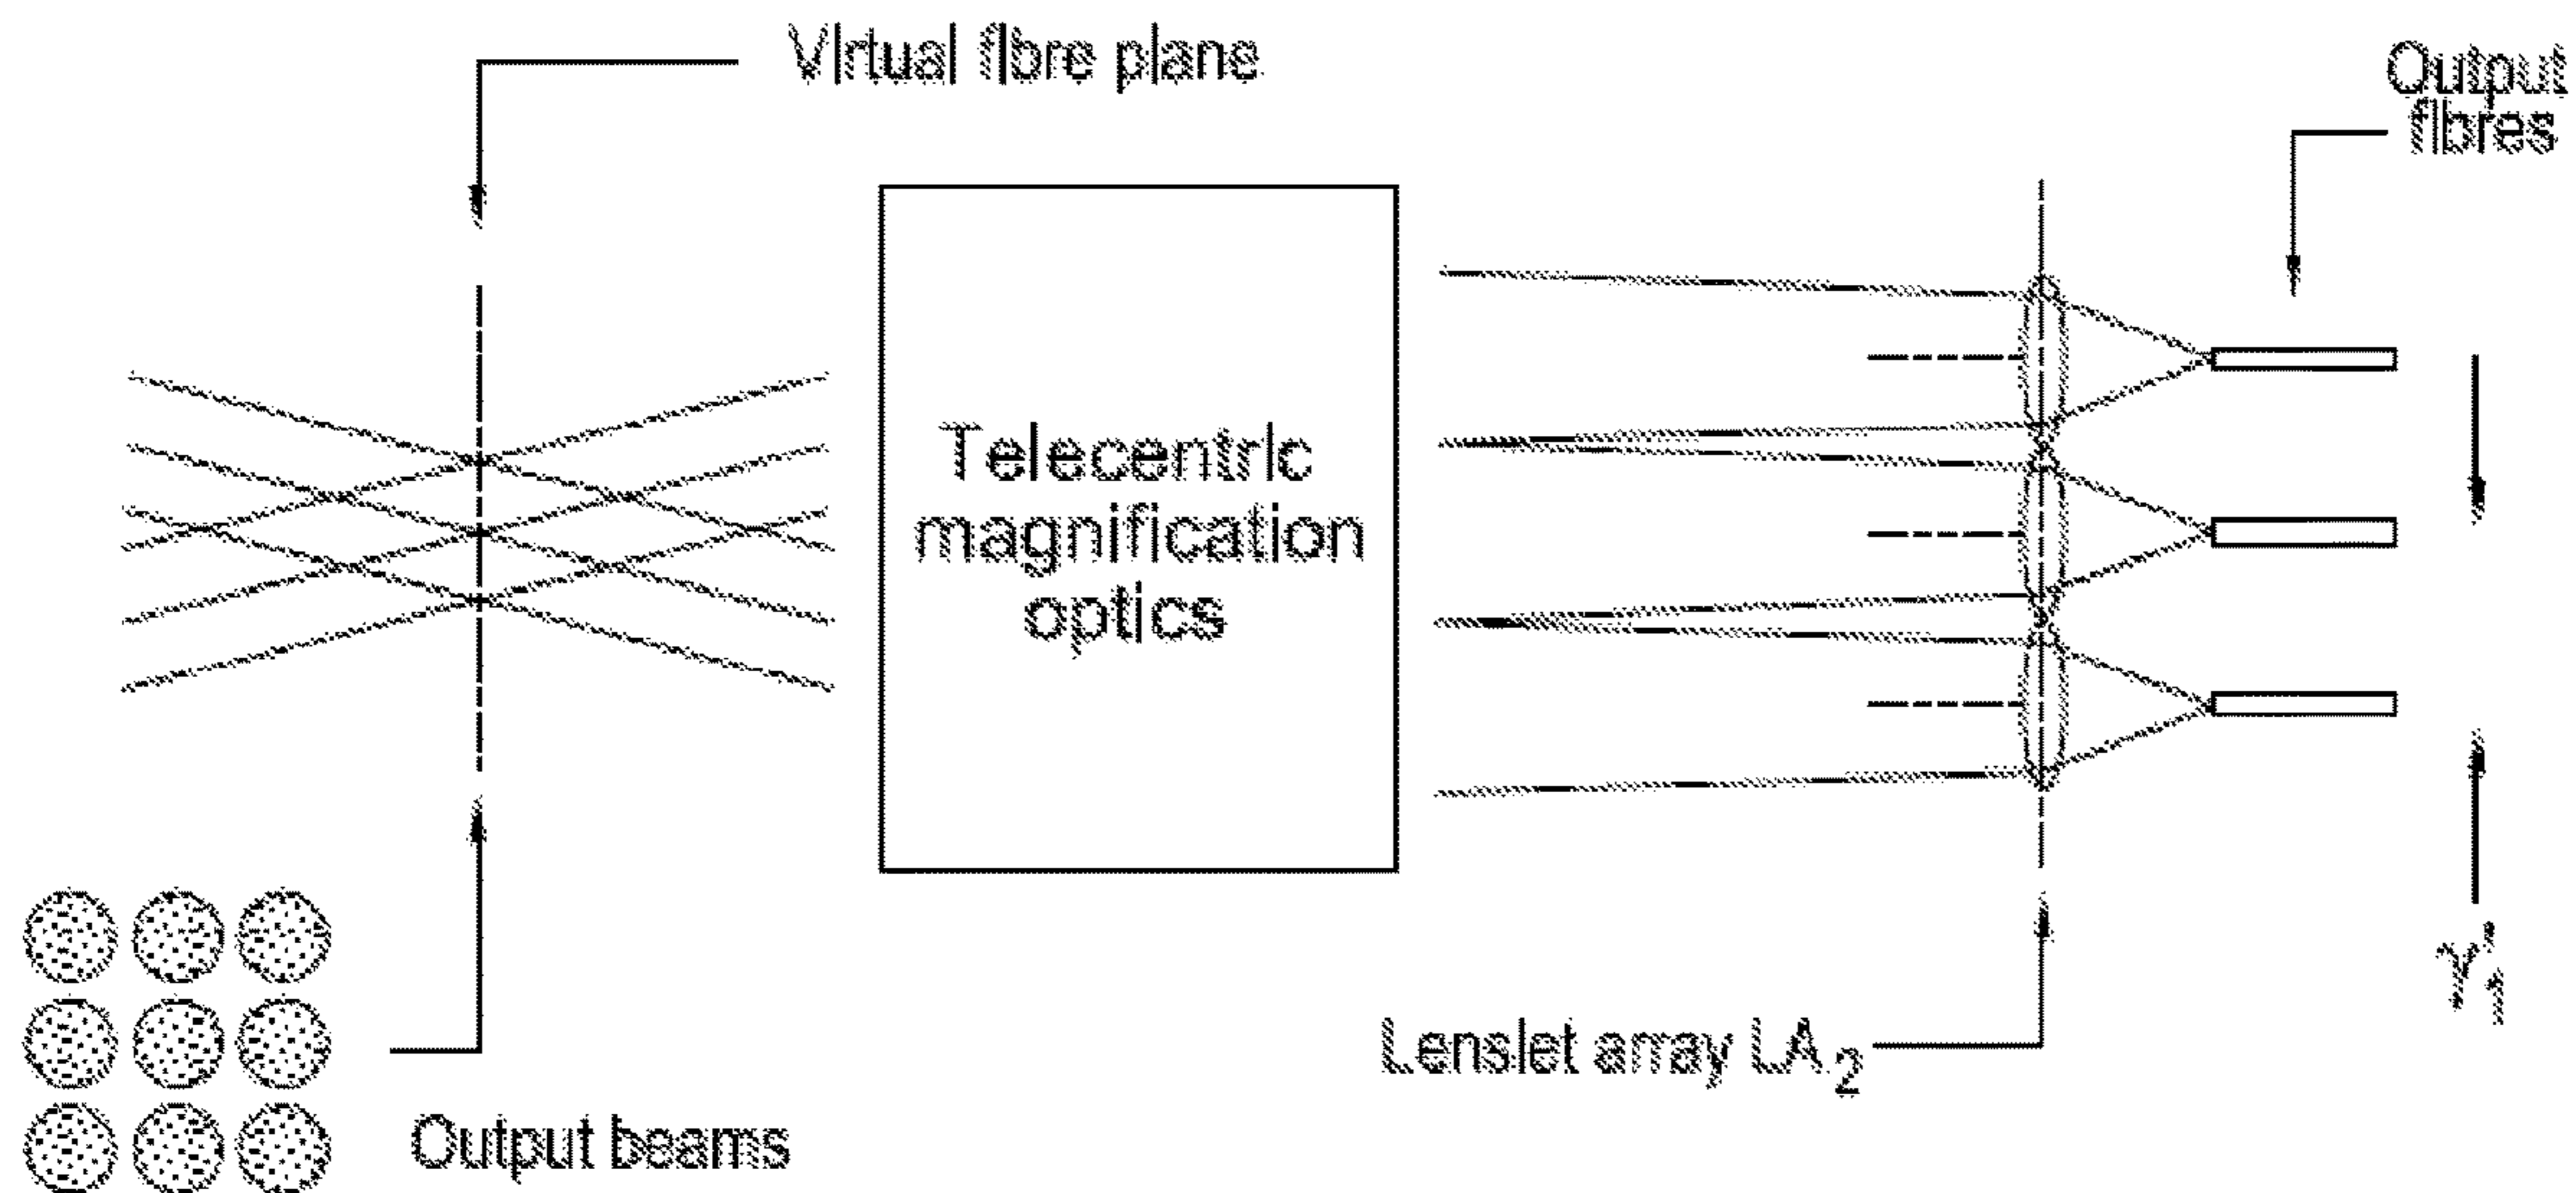 Virtual fibre plane
Output
fibres
Telecentric
magnification
optics
γ'1
Lenslet array LA2
Output beams